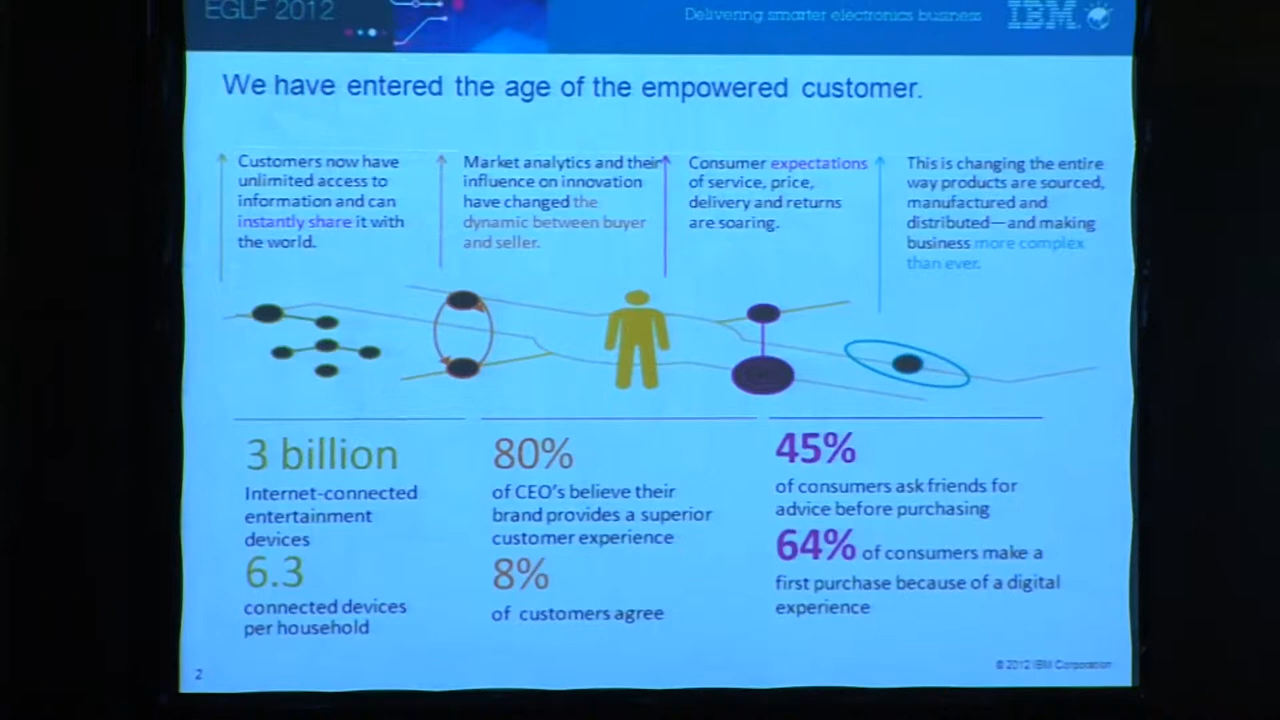 EGLF 2012
Delivering smarter electronics business
IBM
We have entered the age of the empowered customer.
Customers now have
unlimited access to
information and can
instantly share it with
the world.
Market analytics and their
influence on innovation
have changed the
dynamic between buyer
and seller.
Consumer expectations
of service, price,
delivery and returns
are soaring.
This is changing the entire
way products are sourced,
manufactured and
distributed—and making
business more complex
than ever.
3 billion
Internet-connected
entertainment
devices
6.3
connected devices
per household
80%
of CEO's believe their
brand provides a superior
customer experience
8%
of customers agree
45%
of consumers ask friends for
advice before purchasing
64% of consumers make a
first purchase because of a digital
experience
2
© 2012 IBM Corporation